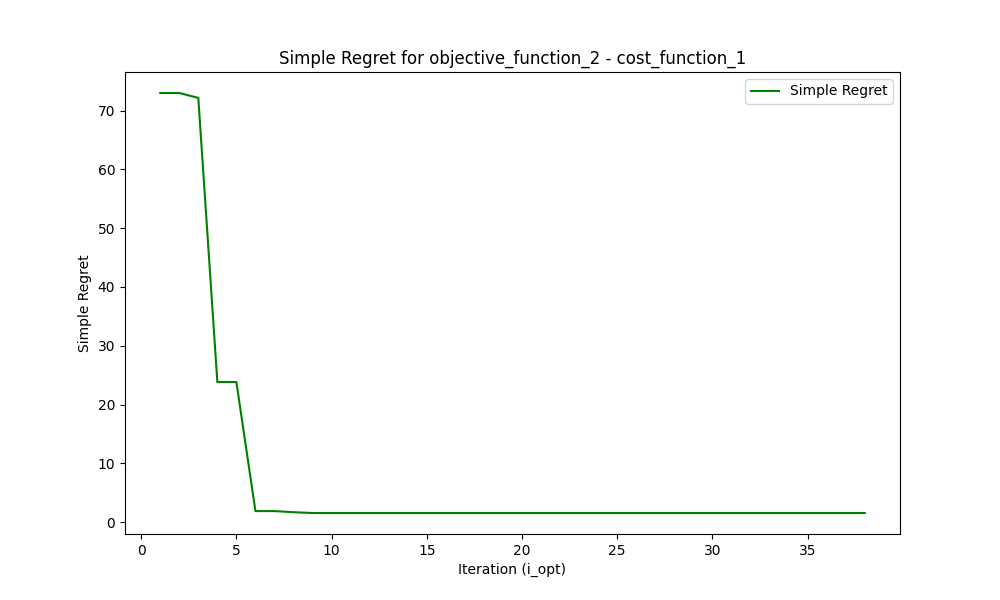 Simple Regret for objective_function_2 - cost_function_1
Simple Regret
70
60
50
40
30
20
10
0
Simple Regret
0 5 10 15 20 25 30 35
Iteration (i_opt)